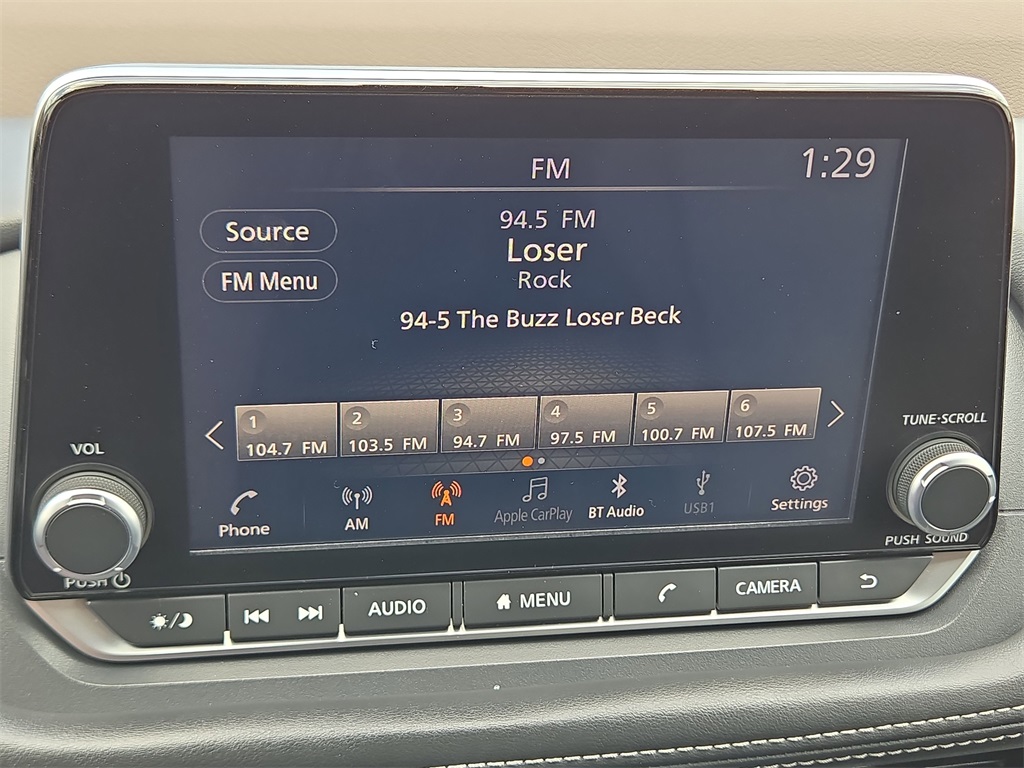 FM
1:29
Source
94.5 FM
Loser
FM Menu
Rock
94-5 The Buzz Loser Beck
1 2 3 4 5 6
104.7 FM 103.5 FM 94.7 FM 97.5 FM 100.7 FM 107.5 FM
VOL
TUNE·SCROLL
Phone AM FM Apple CarPlay BT Audio USB1 Settings
PUSH
PUSH SOUND
AUDIO MENU CAMERA